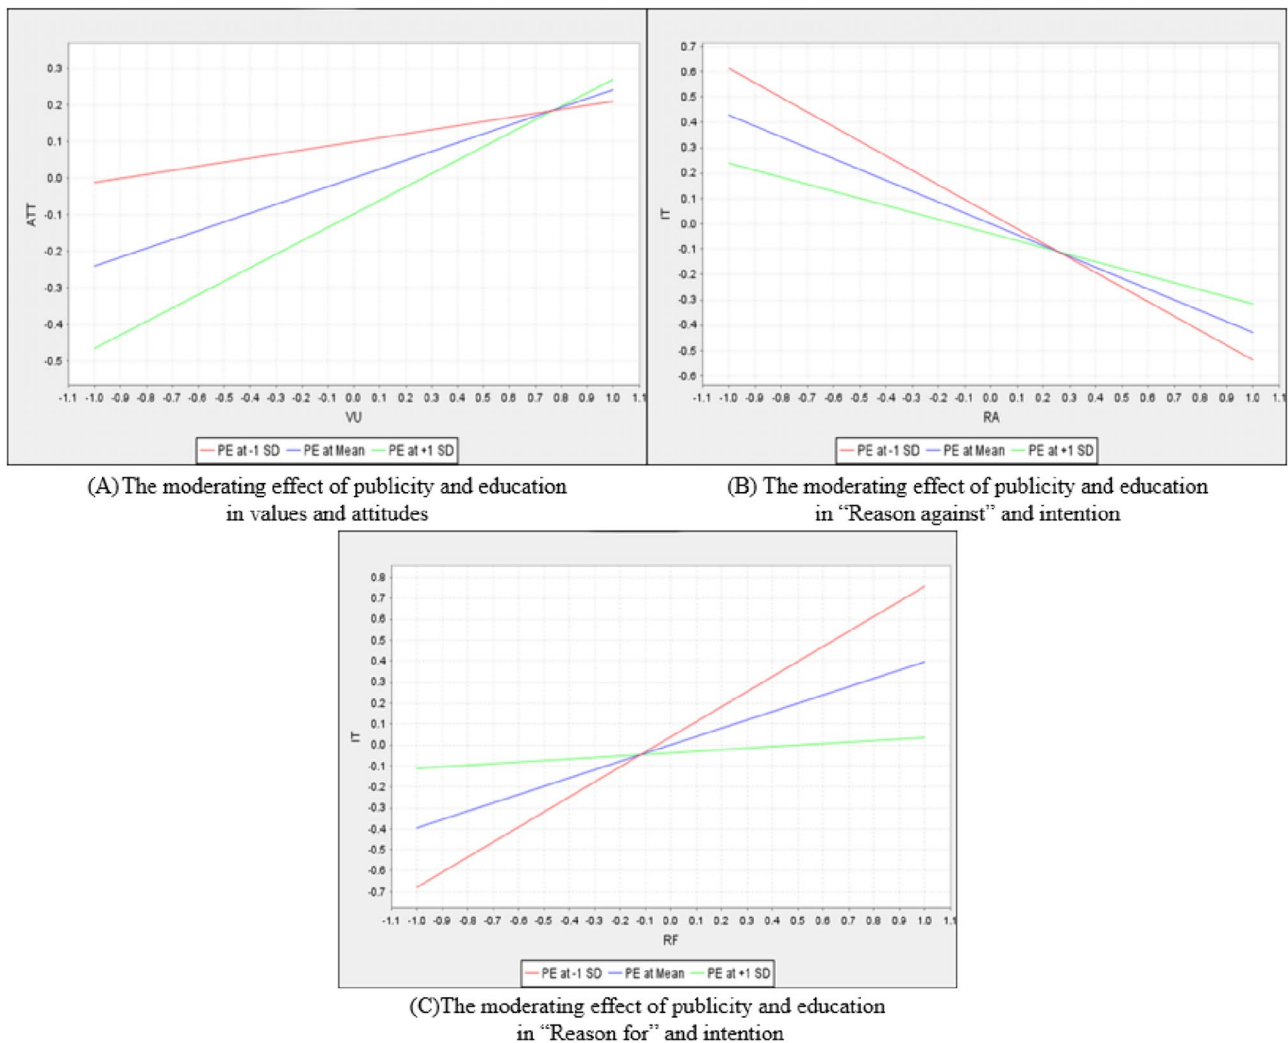 0.3
0.2
0.1
0.0
-0.1
-0.2
-0.3
-0.4
-0.5
ATT
-1.1 -1.0 -0.9 -0.8 -0.7 -0.6 -0.5 -0.4 -0.3 -0.2 -0.1 0.0 0.1 0.2 0.3 0.4 0.5 0.6 0.7 0.8 0.9 1.0 1.1
VU
PE at -1 SD PE at Mean PE at +1 SD
(A) The moderating effect of publicity and education
in values and attitudes
0.7
0.6
0.5
0.4
0.3
0.2
0.1
0.0
-0.1
-0.2
-0.3
-0.4
-0.5
-0.6
IT
-1.1 -1.0 -0.9 -0.8 -0.7 -0.6 -0.5 -0.4 -0.3 -0.2 -0.1 0.0 0.1 0.2 0.3 0.4 0.5 0.6 0.7 0.8 0.9 1.0 1.1
RA
PE at -1 SD PE at Mean PE at +1 SD
(B) The moderating effect of publicity and education
in “Reason against” and intention
0.8
0.7
0.6
0.5
0.4
0.3
0.2
0.1
0.0
-0.1
-0.2
-0.3
-0.4
-0.5
-0.6
-0.7
IT
-1.1 -1.0 -0.9 -0.8 -0.7 -0.6 -0.5 -0.4 -0.3 -0.2 -0.1 0.0 0.1 0.2 0.3 0.4 0.5 0.6 0.7 0.8 0.9 1.0 1.1
RF
PE at -1 SD PE at Mean PE at +1 SD
(C)The moderating effect of publicity and education
in “Reason for” and intention